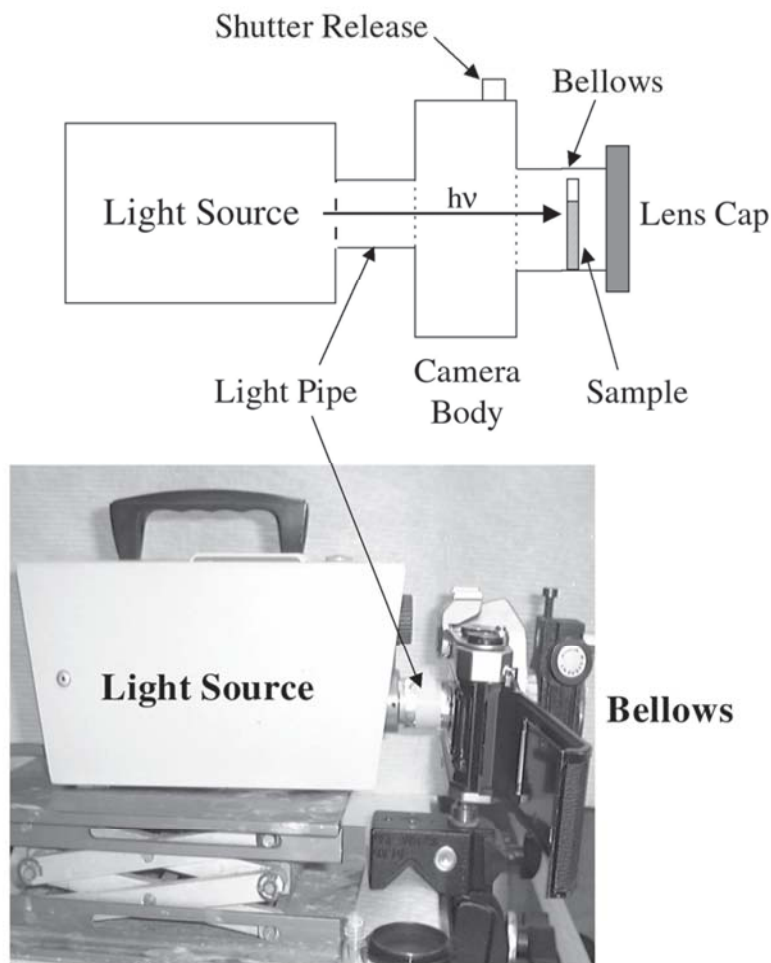 Shutter Release
Bellows
Light Source
hν
Lens Cap
Light Pipe
Camera
Body
Sample
Light Source
Bellows